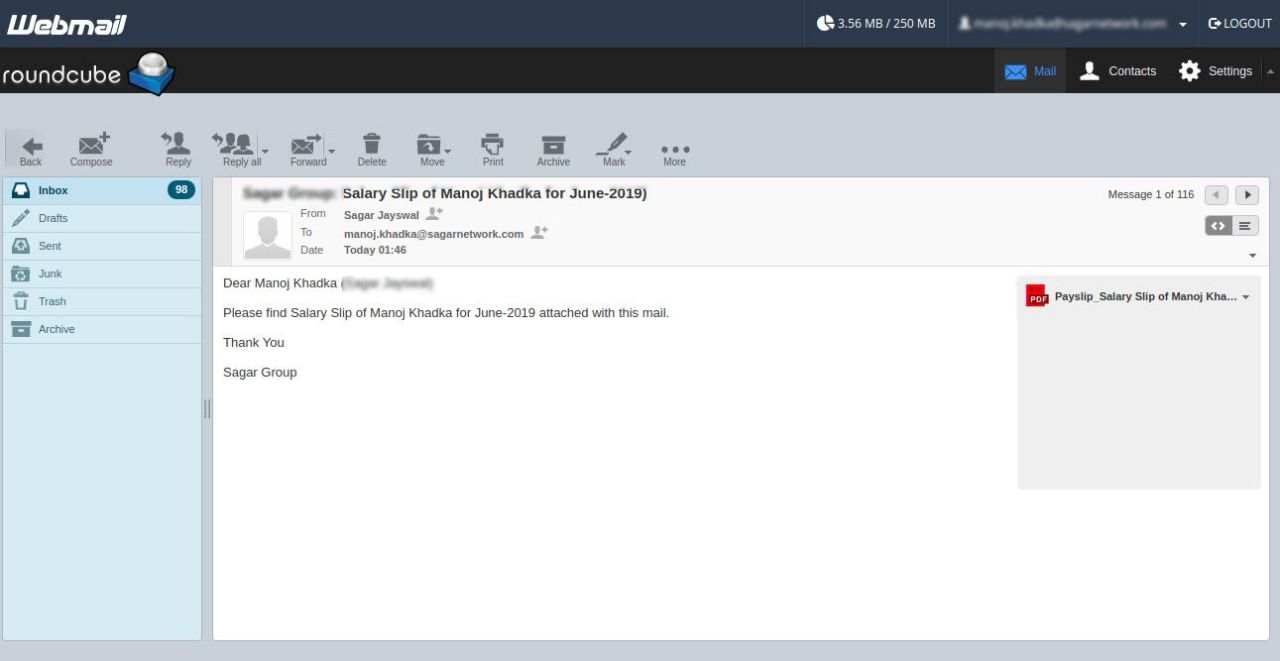 Webmail
3.56 MB / 250 MB
LOGOUT
roundcube
Mail
Contacts
Settings
Back
Compose
Reply
Reply all
Forward
Delete
Move
Print
Archive
Mark
More
Inbox
98
Drafts
Sent
Junk
Trash
Archive
Salary Slip of Manoj Khadka for June-2019)
Message 1 of 116
From Sagar Jayswal
To manoj.khadka@sagarnetwork.com
Date Today 01:46
Dear Manoj Khadka
Please find Salary Slip of Manoj Khadka for June-2019 attached with this mail.
Thank You
Sagar Group
PDF Payslip_Salary Slip of Manoj Kha...